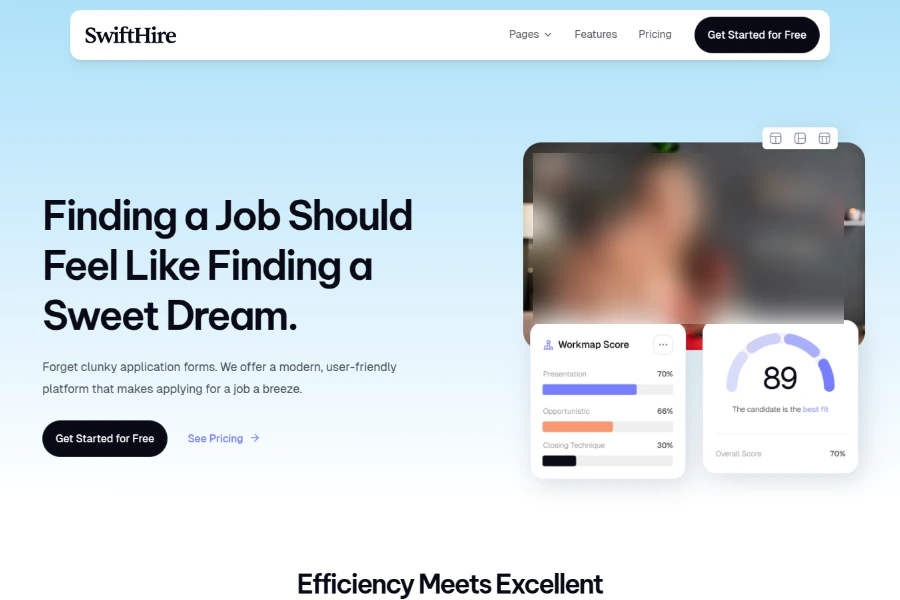 SwiftHire
Pages
Features
Pricing
Get Started for Free
Finding a Job Should
Feel Like Finding a
Sweet Dream.
Forget clunky application forms. We offer a modern, user-friendly
platform that makes applying for a job a breeze.
Get Started for Free
See Pricing
Workmap Score
Presentation 70%
Opportunistic 66%
Closing Technique 30%
89
The candidate is the best fit
Overall Score 70%
Efficiency Meets Excellent